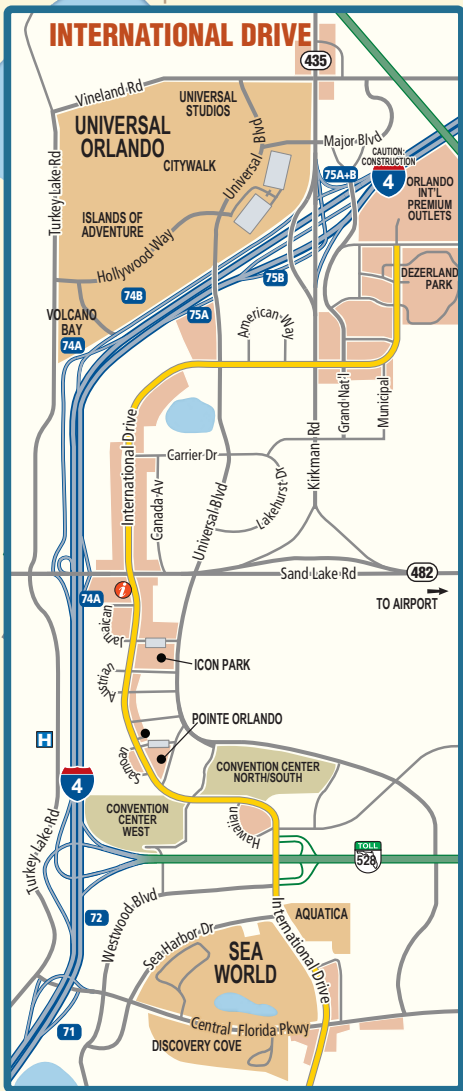 INTERNATIONAL DRIVE
435
Vineland Rd
UNIVERSAL
STUDIOS
UNIVERSAL
ORLANDO
CITYWALK
Universal Blvd
Major Blvd
CAUTION:
CONSTRUCTION
75A+B
4
ORLANDO
INT'L
PREMIUM
OUTLETS
Turkey Lake Rd
ISLANDS OF
ADVENTURE
Hollywood Way
75B
DEZERLAND
PARK
74B
75A
VOLCANO
BAY
74A
American Way
Grand Nat'l
Municipal
International Drive
Kirkman Rd
Carrier Dr
Canada Av
Universal Blvd
Lakehurst Dr
Sand Lake Rd
482
TO AIRPORT
i
74A
Jamaican
ICON PARK
Austrian
POINTE ORLANDO
Samoan
H
CONVENTION CENTER
NORTH/SOUTH
4
CONVENTION
CENTER
WEST
Hawaiian
TOLL
528
Turkey Lake Rd
72
Westwood Blvd
International Drive
AQUATICA
Sea Harbor Dr
SEA
WORLD
Central Florida Pkwy
71
DISCOVERY COVE